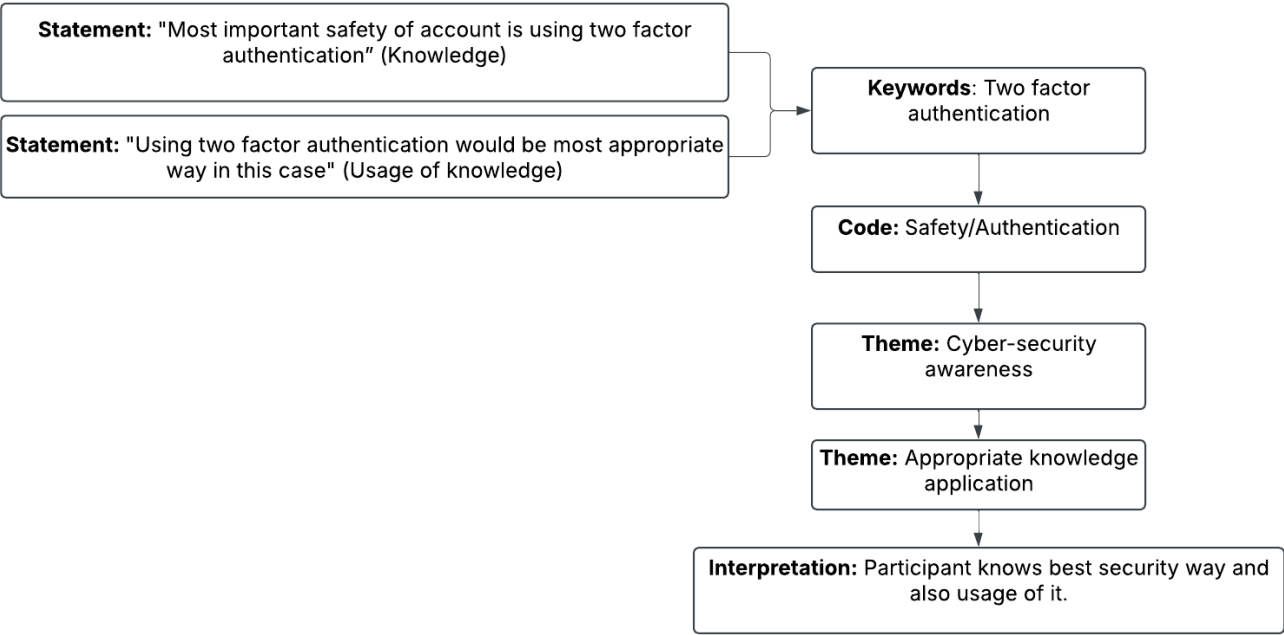 Statement: "Most important safety of account is using two factor
authentication” (Knowledge)
Statement: "Using two factor authentication would be most appropriate
way in this case" (Usage of knowledge)
Keywords: Two factor
authentication
Code: Safety/Authentication
Theme: Cyber-security
awareness
Theme: Appropriate knowledge
application
Interpretation: Participant knows best security way and
also usage of it.